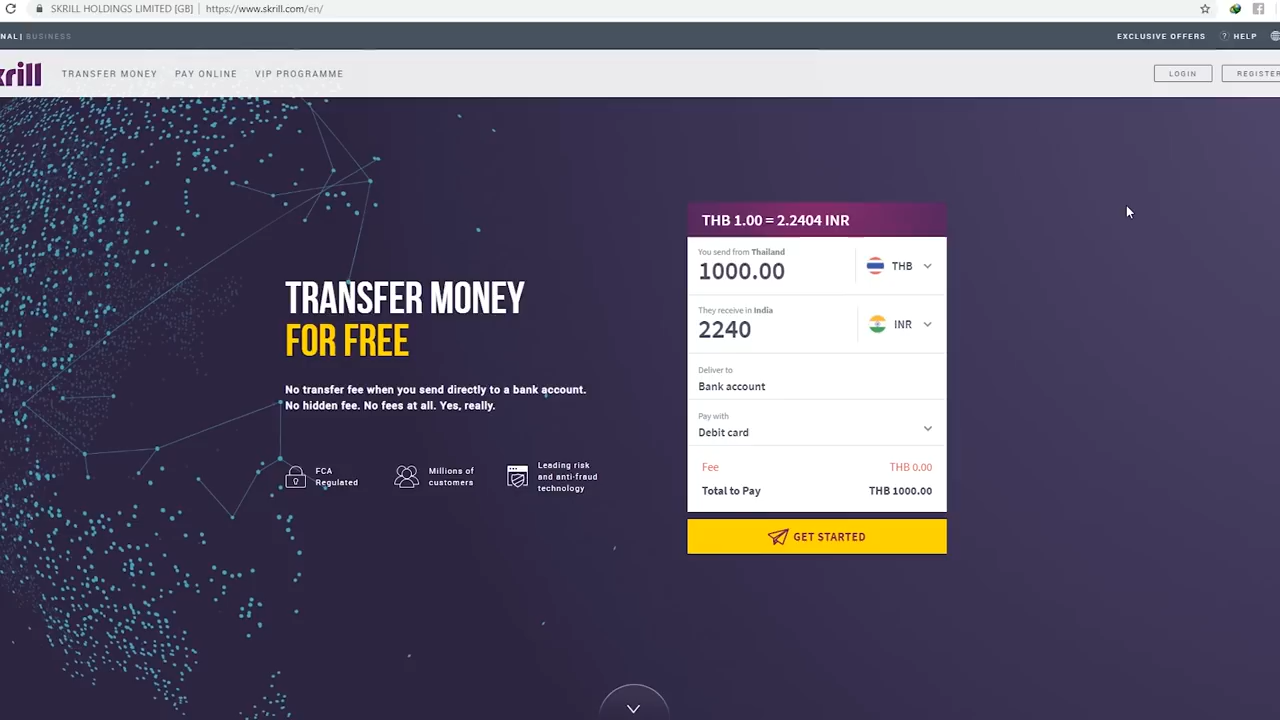 SKRILL HOLDINGS LIMITED [GB] https://www.skrill.com/en/
NAL | BUSINESS
EXCLUSIVE OFFERS ? HELP
krill TRANSFER MONEY PAY ONLINE VIP PROGRAMME LOGIN REGISTER
TRANSFER MONEY
FOR FREE
No transfer fee when you send directly to a bank account.
No hidden fee. No fees at all. Yes, really.
FCA
Regulated
Millions of
customers
Leading risk
and anti-fraud
technology
THB 1.00 = 2.2404 INR
You send from Thailand
1000.00 THB
They receive in India
2240 INR
Deliver to
Bank account
Pay with
Debit card
Fee THB 0.00
Total to Pay THB 1000.00
GET STARTED